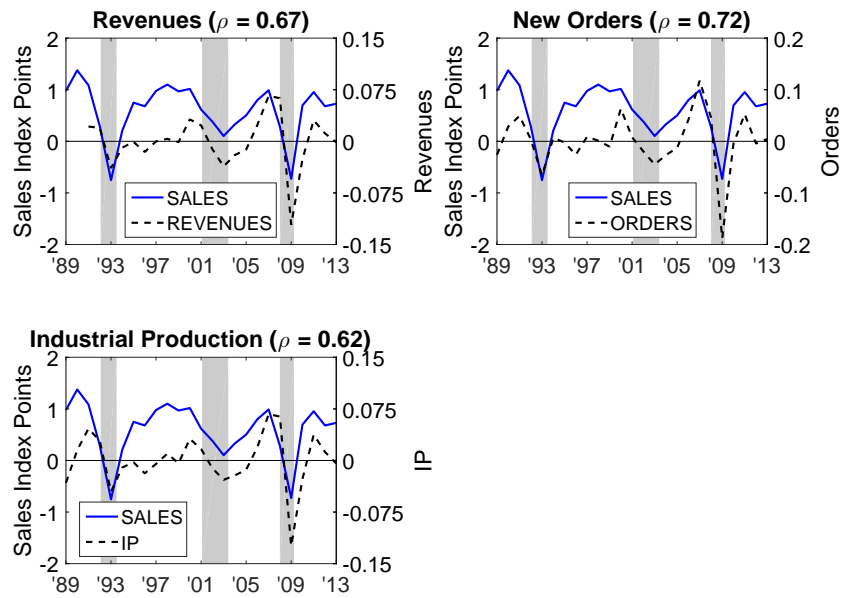 Revenues (ρ = 0.67)
Sales Index Points
2
1
0
-1
-2
0.15
0.075
0
-0.075
-0.15
Revenues
SALES
REVENUES
'89 '93 '97 '01 '05 '09 '13
New Orders (ρ = 0.72)
Sales Index Points
2
1
0
-1
-2
0.2
0.1
0
-0.1
-0.2
Orders
SALES
ORDERS
'89 '93 '97 '01 '05 '09 '13
Industrial Production (ρ = 0.62)
Sales Index Points
2
1
0
-1
-2
0.15
0.075
0
-0.075
-0.15
IP
SALES
IP
'89 '93 '97 '01 '05 '09 '13